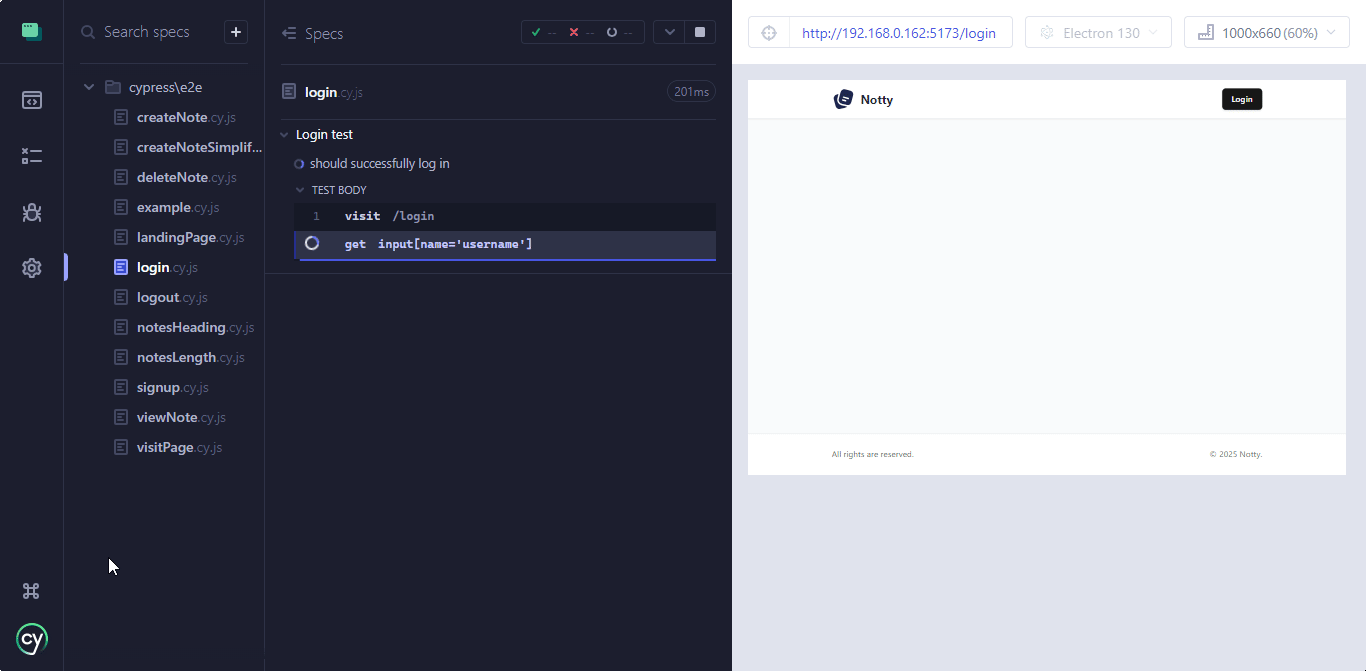 Search specs
+
cypress\e2e
createNote.cy.js
createNoteSimplif...
deleteNote.cy.js
example.cy.js
landingPage.cy.js
login.cy.js
logout.cy.js
notesHeading.cy.js
notesLength.cy.js
signup.cy.js
viewNote.cy.js
visitPage.cy.js
cy
Specs
-- -- --
login.cy.js 201ms
Login test
should successfully log in
TEST BODY
1 visit /login
get input[name='username']
http://192.168.0.162:5173/login Electron 130 1000x660 (60%)
Notty Login
All rights are reserved. © 2025 Notty.